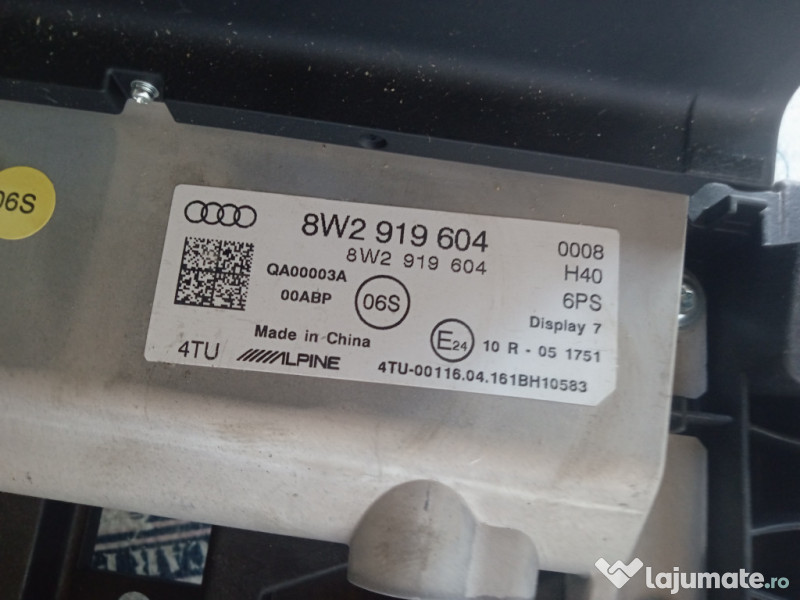 06S
8W2 919 604
8W2 919 604
0008
H40
6PS
Display 7
QA00003A
00ABP
06S
Made in China
E24
10 R - 05 1751
4TU
ALPINE
4TU-00116.04.161BH10583
lajumate.ro